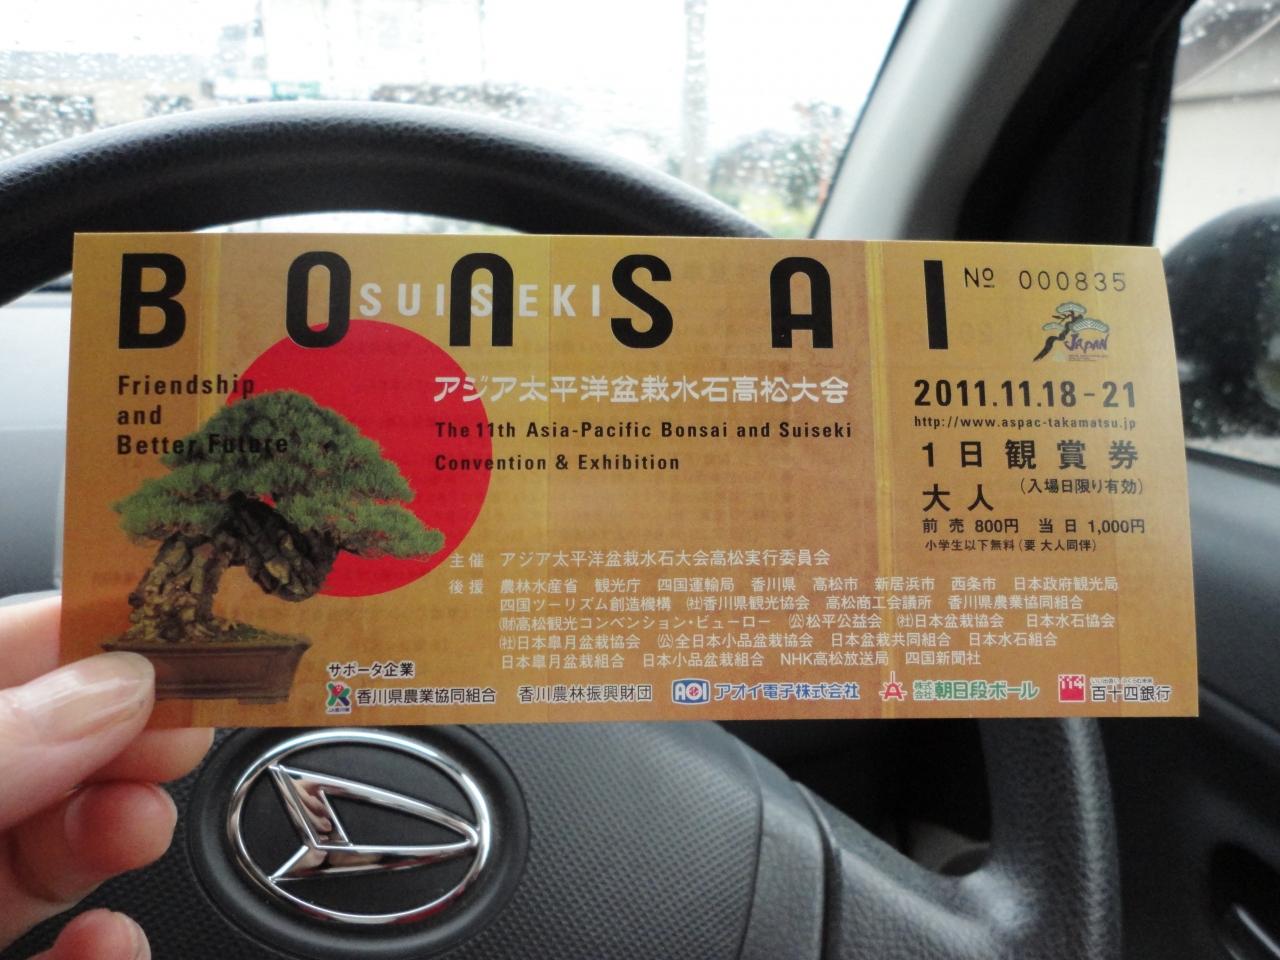 BONSAI
SUISEKI
Nº 000835
JAPAN
Friendship
and
Better Future
アジア太平洋盆栽水石高松大会
The 11th Asia-Pacific Bonsai and Suiseki
Convention & Exhibition
2011.11.18-21
http://www.aspac-takamatsu.jp
1日観賞券
大人 (入場日限り有効)
前売 800円 当日 1,000円
小学生以下無料(要 大人同伴)
主催 アジア太平洋盆栽水石大会高松実行委員会
後援 農林水産省 観光庁 四国運輸局 香川県 高松市 新居浜市 西条市 日本政府観光局
四国ツーリズム創造機構 ㈳香川県観光協会 高松商工会議所 香川県農業協同組合
㈶高松観光コンベンション・ビューロー ㈵松平公益会 ㈳日本盆栽協会 日本水石協会
㈳日本皐月盆栽協会 ㈵全日本小品盆栽協会 日本盆栽共同組合 日本水石組合
日本皐月盆栽組合 日本小品盆栽組合 NHK高松放送局 四国新聞社
サポータ企業
JA香川県 香川県農業協同組合 香川農林振興財団 AOI アオイ電子株式会社 株式会社 朝日段ボール 114 百十四銀行